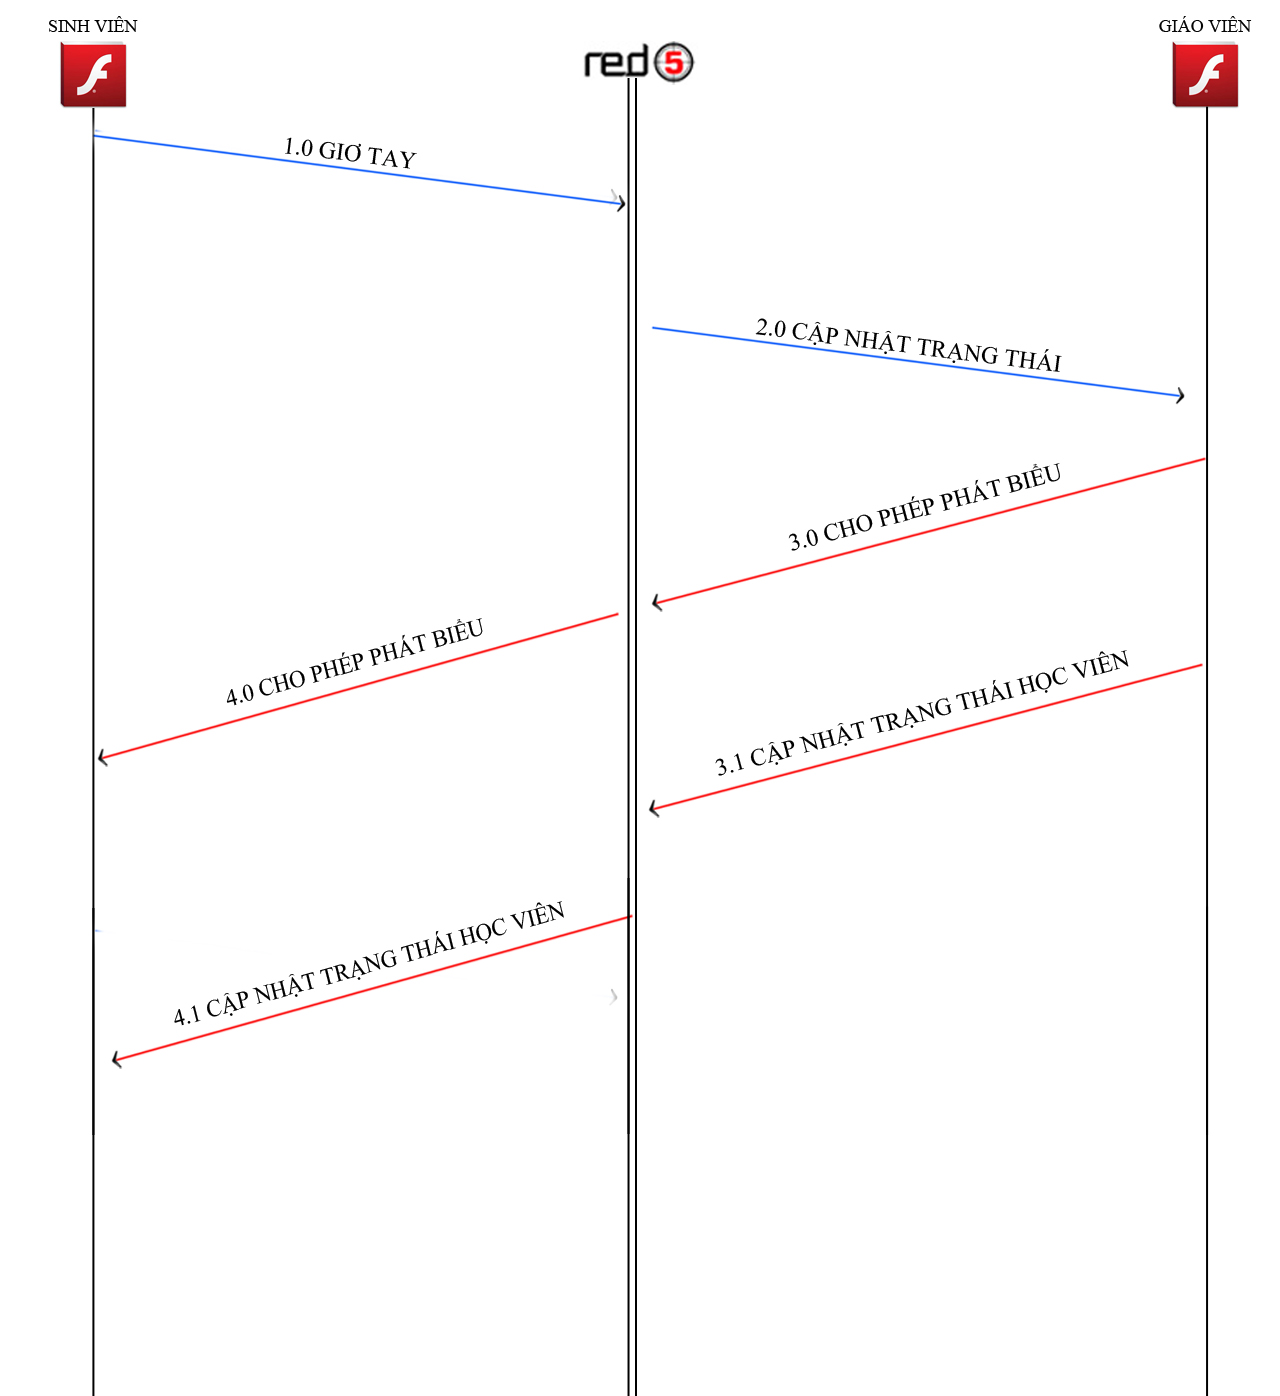 SINH VIÊN
red5
GIÁO VIÊN
1.0 GIƠ TAY
2.0 CẬP NHẬT TRẠNG THÁI
3.0 CHO PHÉP PHÁT BIỂU
4.0 CHO PHÉP PHÁT BIỂU
3.1 CẬP NHẬT TRẠNG THÁI HỌC VIÊN
4.1 CẬP NHẬT TRẠNG THÁI HỌC VIÊN